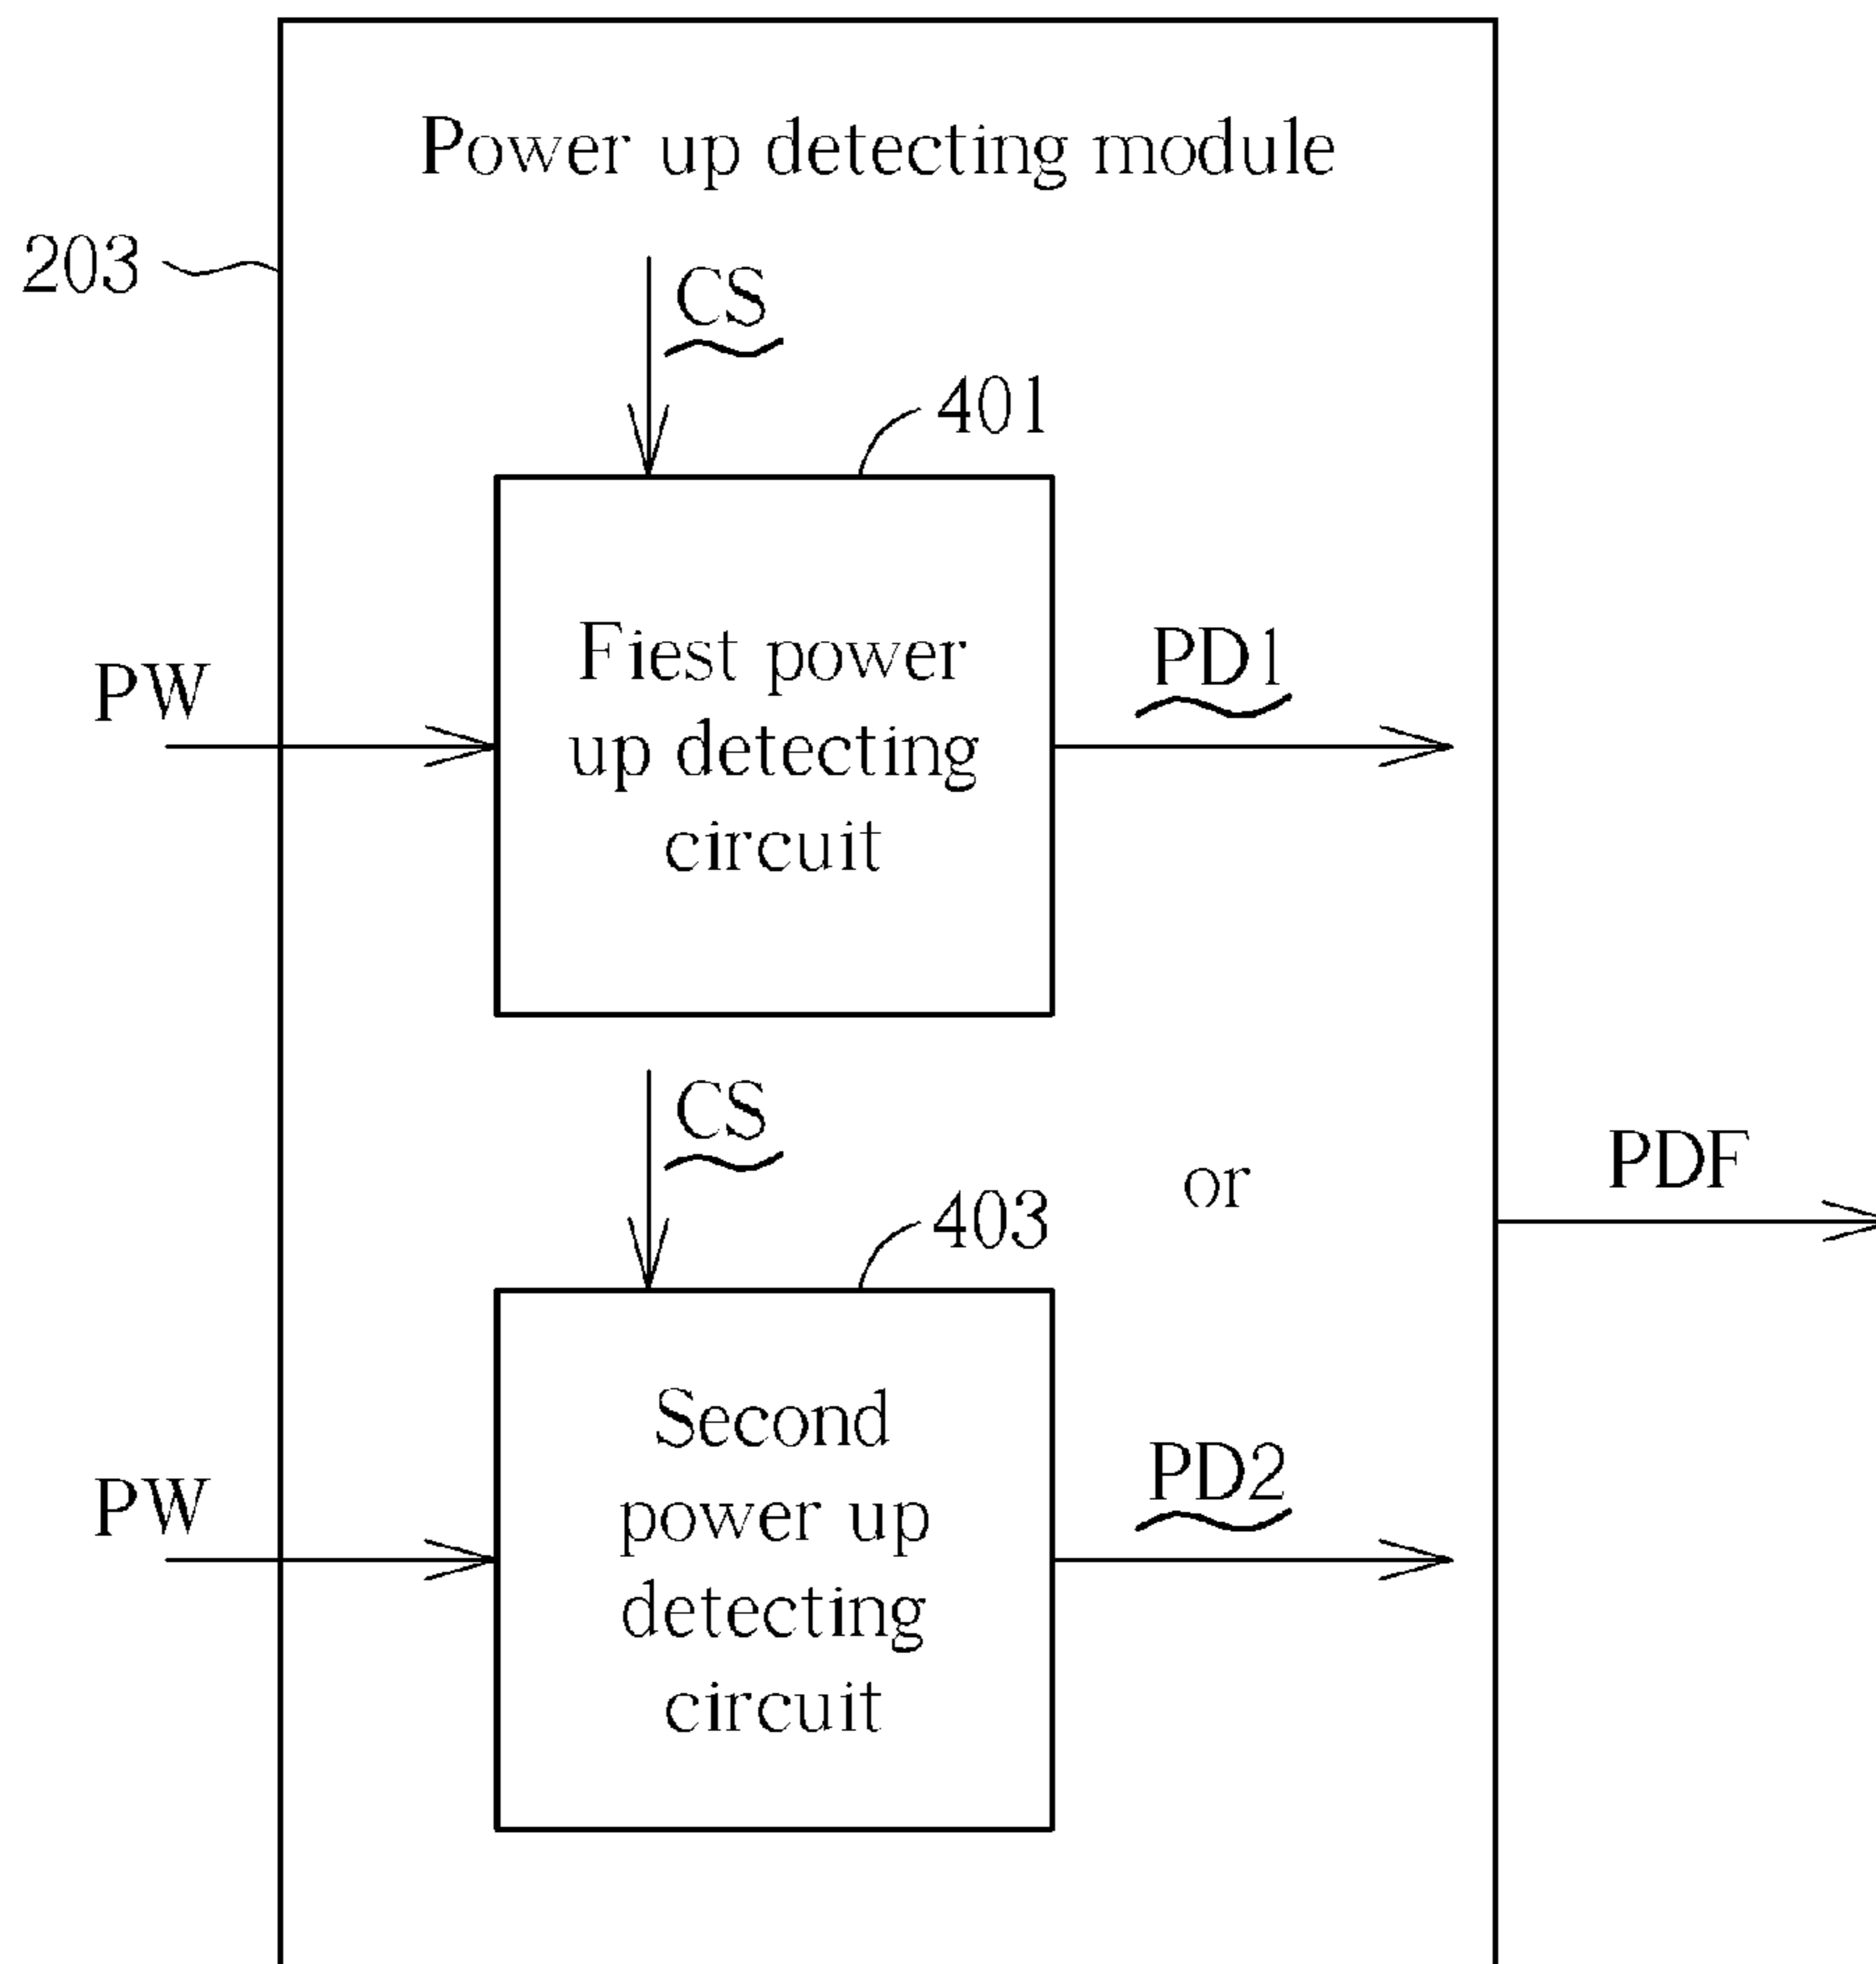 Power up detecting module
203
CS
401
Fiest power
up detecting
circuit
PW
PD1
CS
403
or
PDF
Second
power up
detecting
circuit
PW
PD2